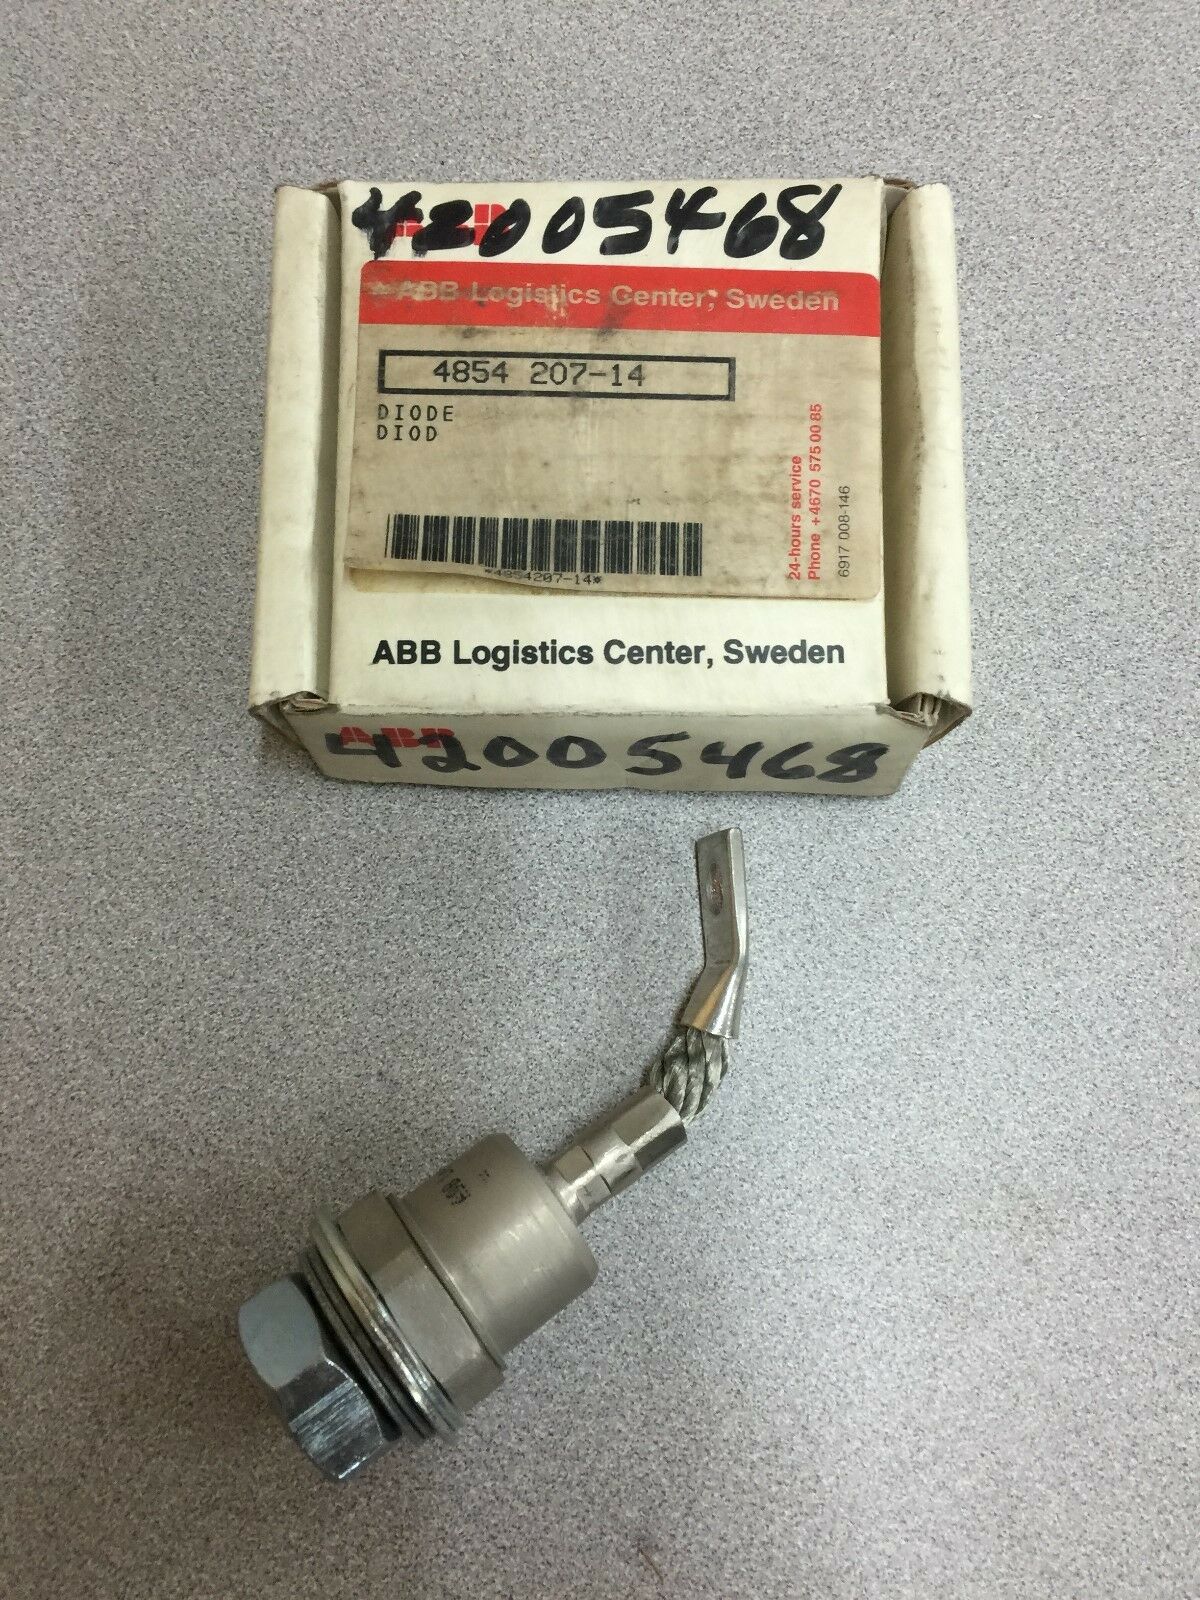 42005468
ABB Logistics Center, Sweden
4854 207-14
DIODE
DIOD
*4854207-14*
24-hours service
Phone +4670 575 00 85
6917 008-146
ABB Logistics Center, Sweden
ABB
42005468